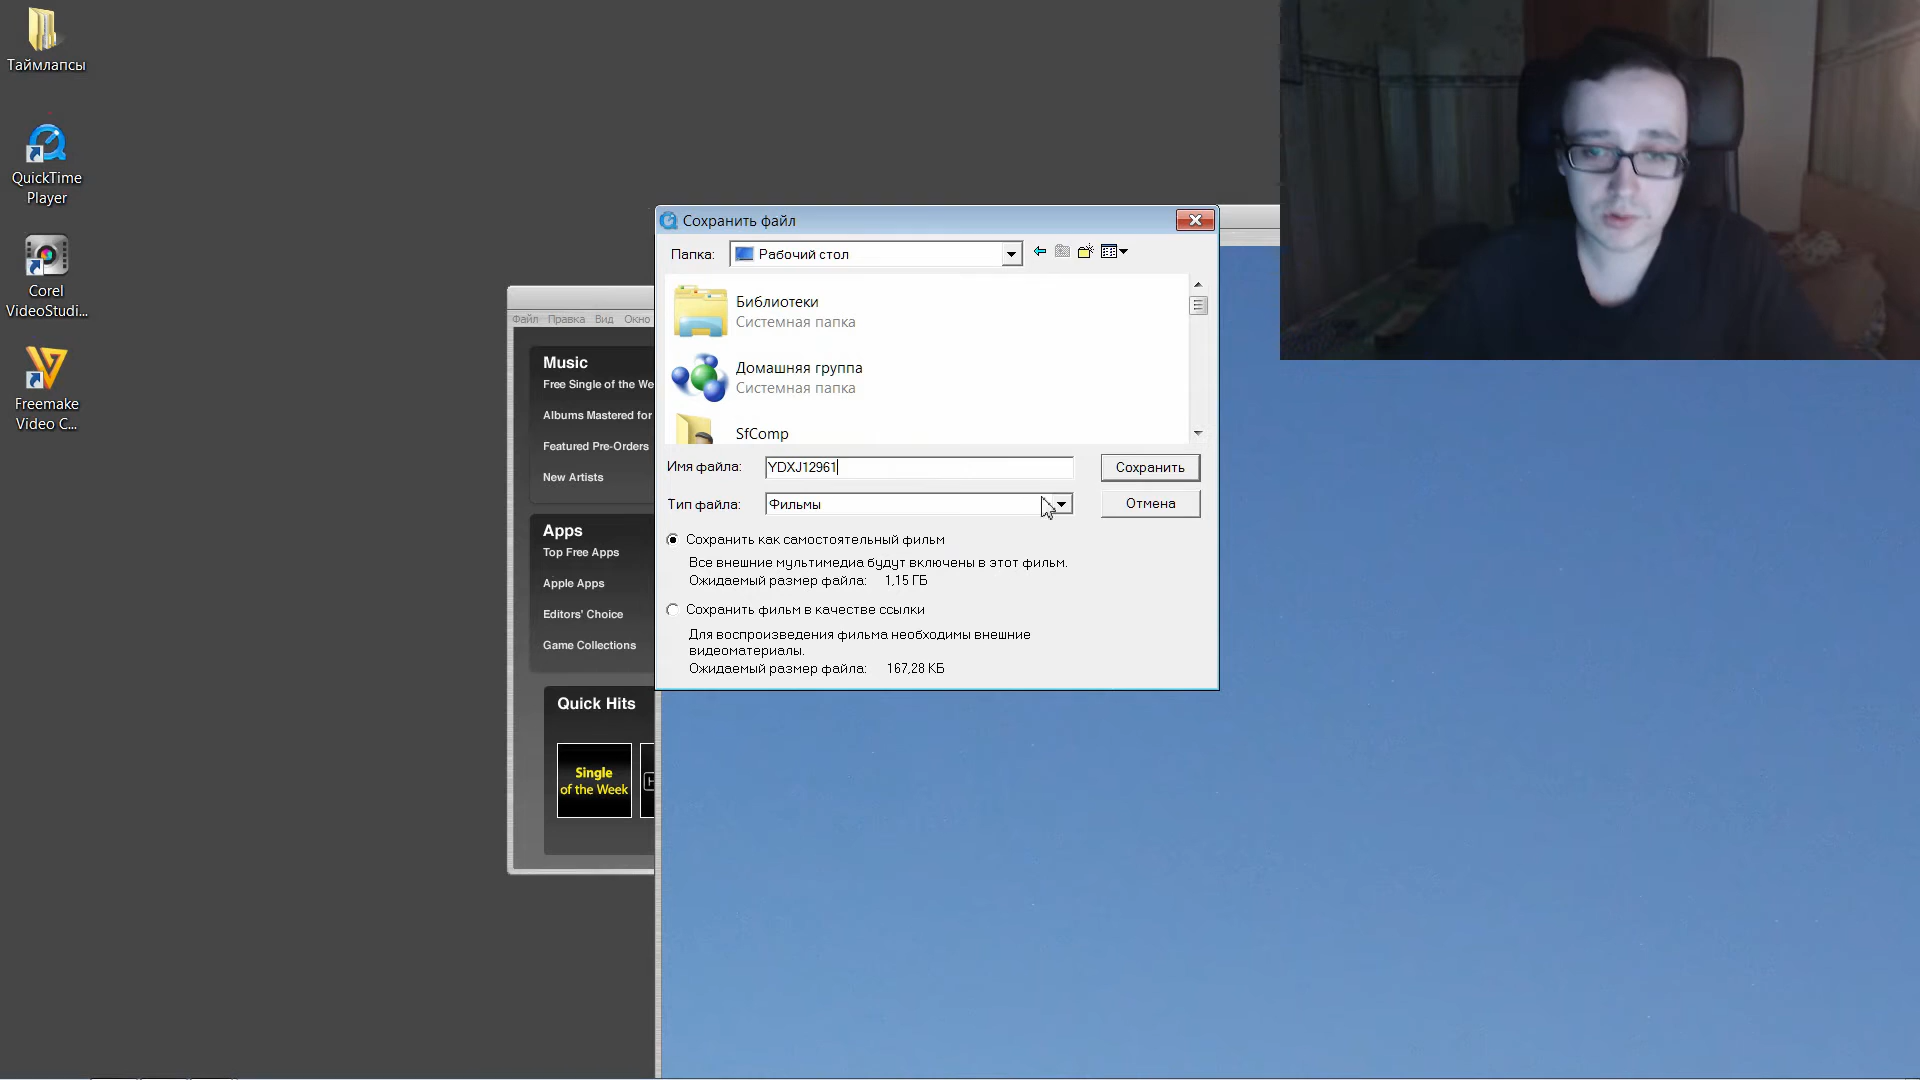 Таймлапсы
QuickTime
Player
Corel
VideoStudi...
Freemake
Video C...
Сохранить файл
Папка:
Рабочий стол
Библиотеки
Системная папка
Домашняя группа
Системная папка
SfComp
Имя файла:
YDXJ12961
Сохранить
Тип файла:
Фильмы
Отмена
Сохранить как самостоятельный фильм
Все внешние мультимедиа будут включены в этот фильм.
Ожидаемый размер файла: 1,15 ГБ
Сохранить фильм в качестве ссылки
Для воспроизведения фильма необходимы внешние
видеоматериалы.
Ожидаемый размер файла: 167,28 КБ
Файл Правка Вид Окно
Music
Free Single of the We
Albums Mastered for
Featured Pre-Orders
New Artists
Apps
Top Free Apps
Apple Apps
Editors' Choice
Game Collections
Quick Hits
Single
of the Week
H